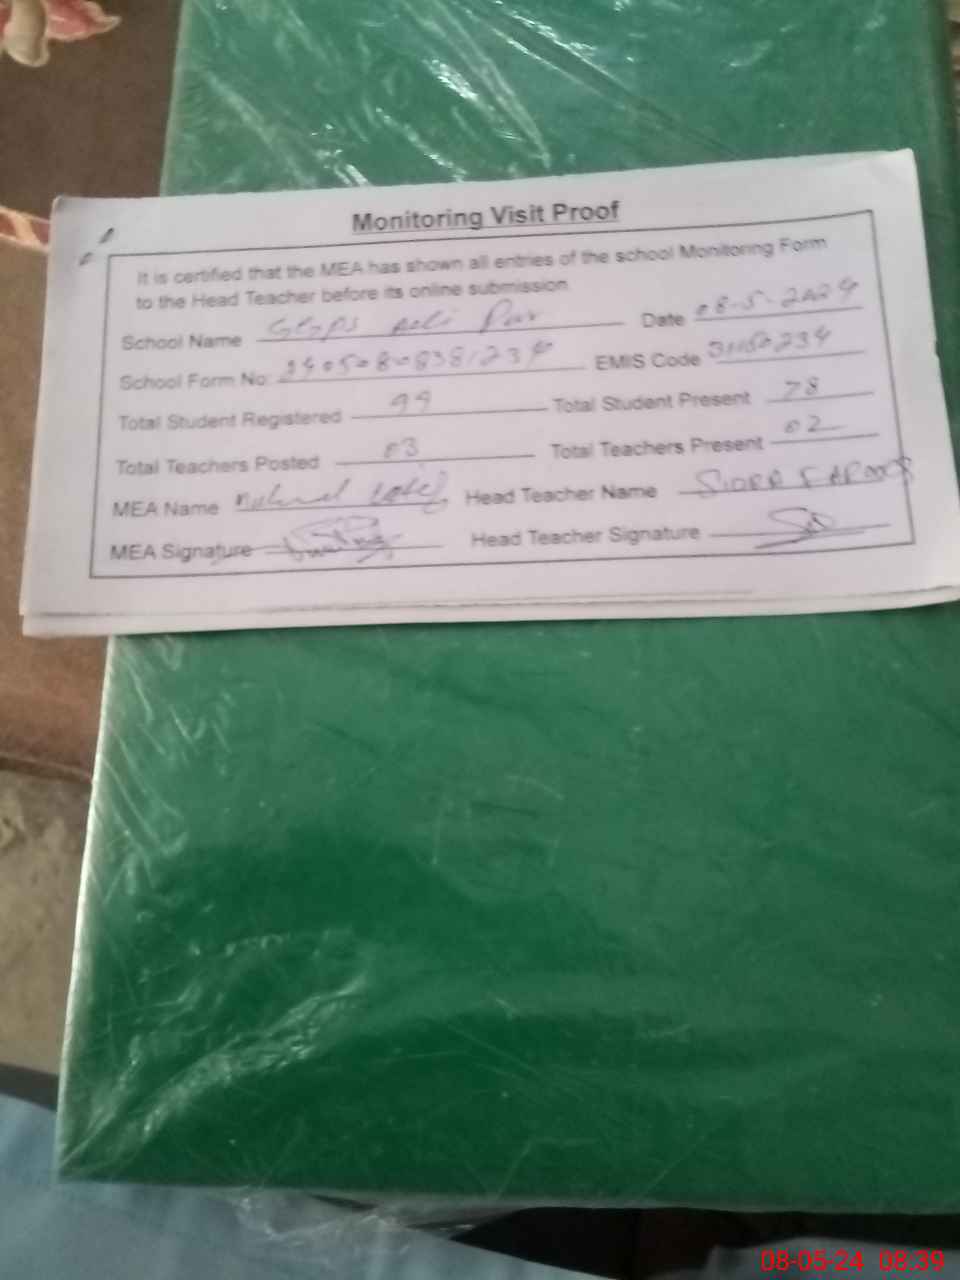 Monitoring Visit Proof
It is certified that the MEA has shown all entries of the school Monitoring Form
to the Head Teacher before its online submission
School Name Date 08-5-2024
School Form No: EMIS Code
Total Student Registered 99 Total Student Present 78
Total Teachers Posted 03 Total Teachers Present 02
MEA Name Head Teacher Name
MEA Signature Head Teacher Signature
08-05-24 08:39